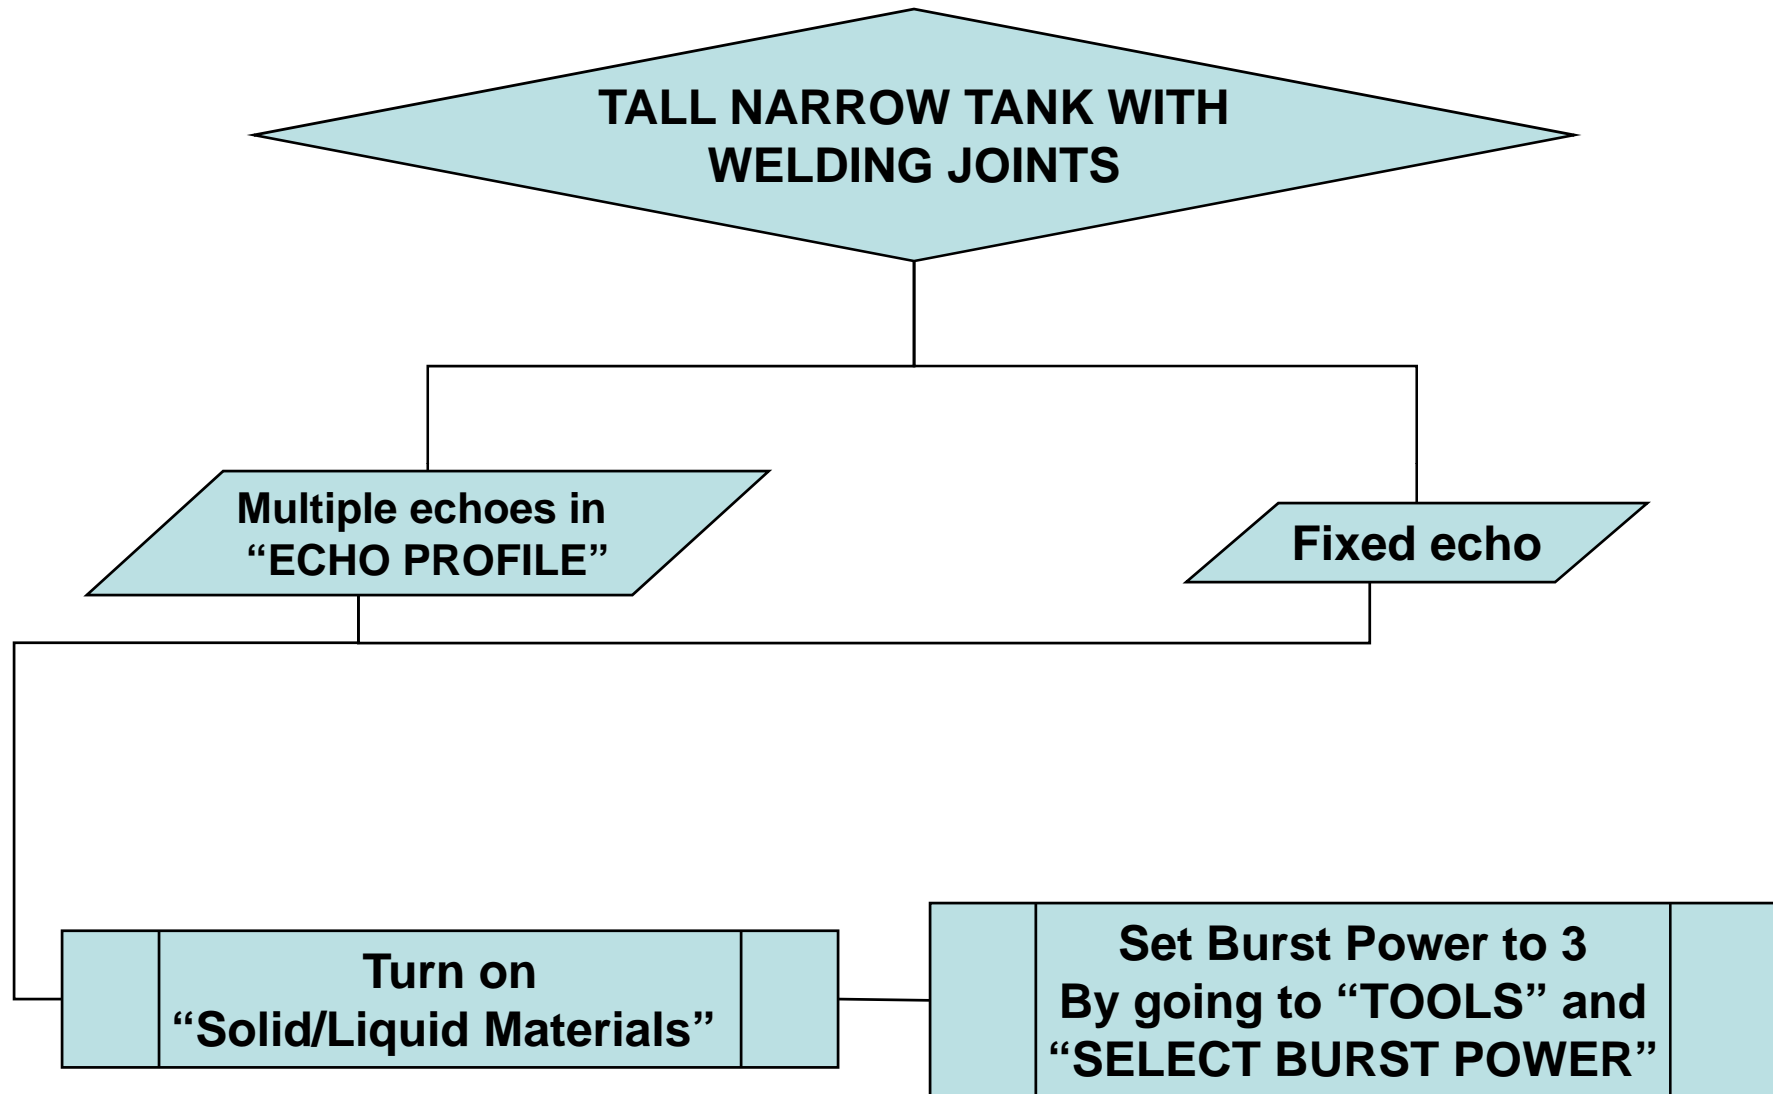 TALL NARROW TANK WITH
WELDING JOINTS
Multiple echoes in
“ECHO PROFILE”
Fixed echo
Turn on
“Solid/Liquid Materials”
Set Burst Power to 3
By going to “TOOLS” and
“SELECT BURST POWER”